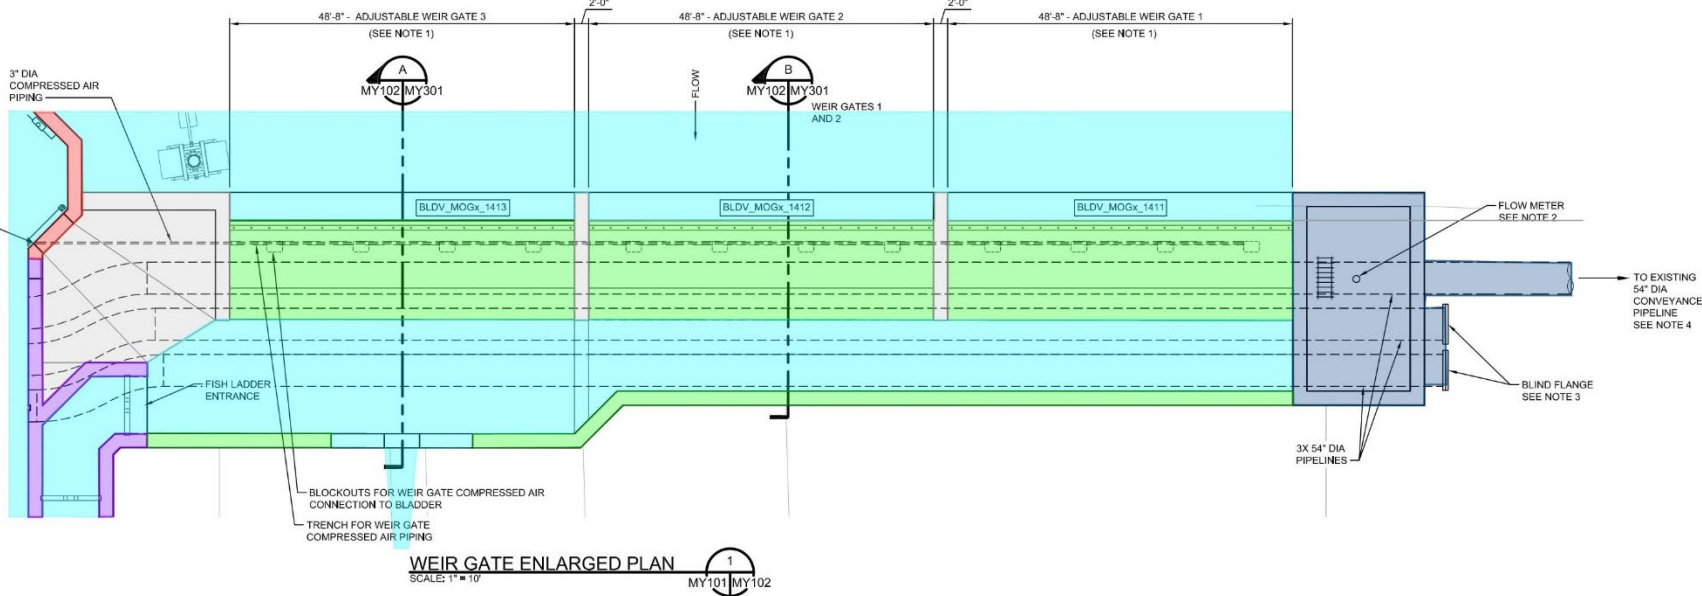 2'-0"
2'-0"
48'-8" - ADJUSTABLE WEIR GATE 3
48'-8" - ADJUSTABLE WEIR GATE 2
48'-8" - ADJUSTABLE WEIR GATE 1
(SEE NOTE 1)
(SEE NOTE 1)
(SEE NOTE 1)
3" DIA
COMPRESSED AIR
PIPING
A
MY102 MY301
FLOW
B
MY102 MY301
WEIR GATES 1
AND 2
BLDV_MOGx_1413
BLDV_MOGx_1412
BLDV_MOGx_1411
FLOW METER
SEE NOTE 2
TO EXISTING
54" DIA
CONVEYANCE
PIPELINE
SEE NOTE 4
FISH LADDER
ENTRANCE
BLIND FLANGE
SEE NOTE 3
3X 54" DIA
PIPELINES
BLOCKOUTS FOR WEIR GATE COMPRESSED AIR
CONNECTION TO BLADDER
TRENCH FOR WEIR GATE
COMPRESSED AIR PIPING
WEIR GATE ENLARGED PLAN
SCALE: 1" = 10'
1
MY101 MY102